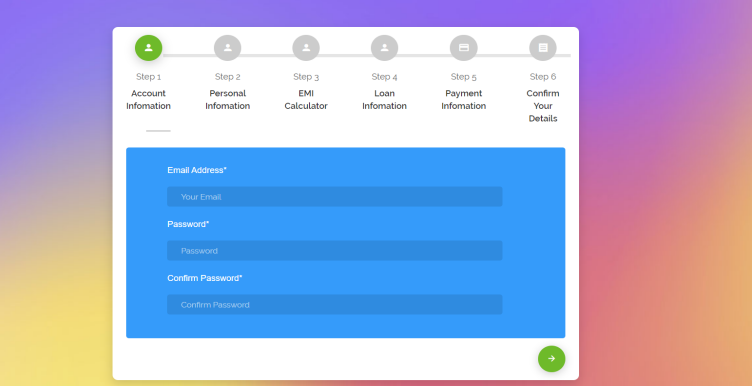 Step 1
Step 2
Step 3
Step 4
Step 5
Step 6
Account
Infomation
Personal
Infomation
EMI
Calculator
Loan
Infomation
Payment
Infomation
Confirm
Your
Details
Email Address*
Your Email
Password*
Password
Confirm Password*
Confirm Password